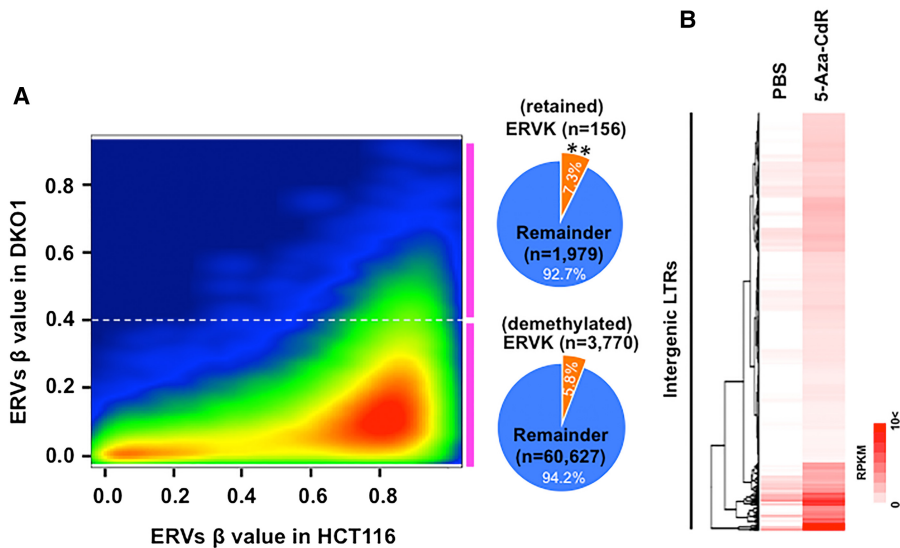 A
ERVs β value in DKO1
0.8
0.6
0.4
0.2
0.0
0.0 0.2 0.4 0.6 0.8
ERVs β value in HCT116
(retained)
ERVK (n=156)
**
7.3%
Remainder
(n=1,979)
92.7%
(demethylated)
ERVK (n=3,770)
5.8%
Remainder
(n=60,627)
94.2%
B
PBS
5-Aza-CdR
Intergenic LTRs
RPKM
10<
0